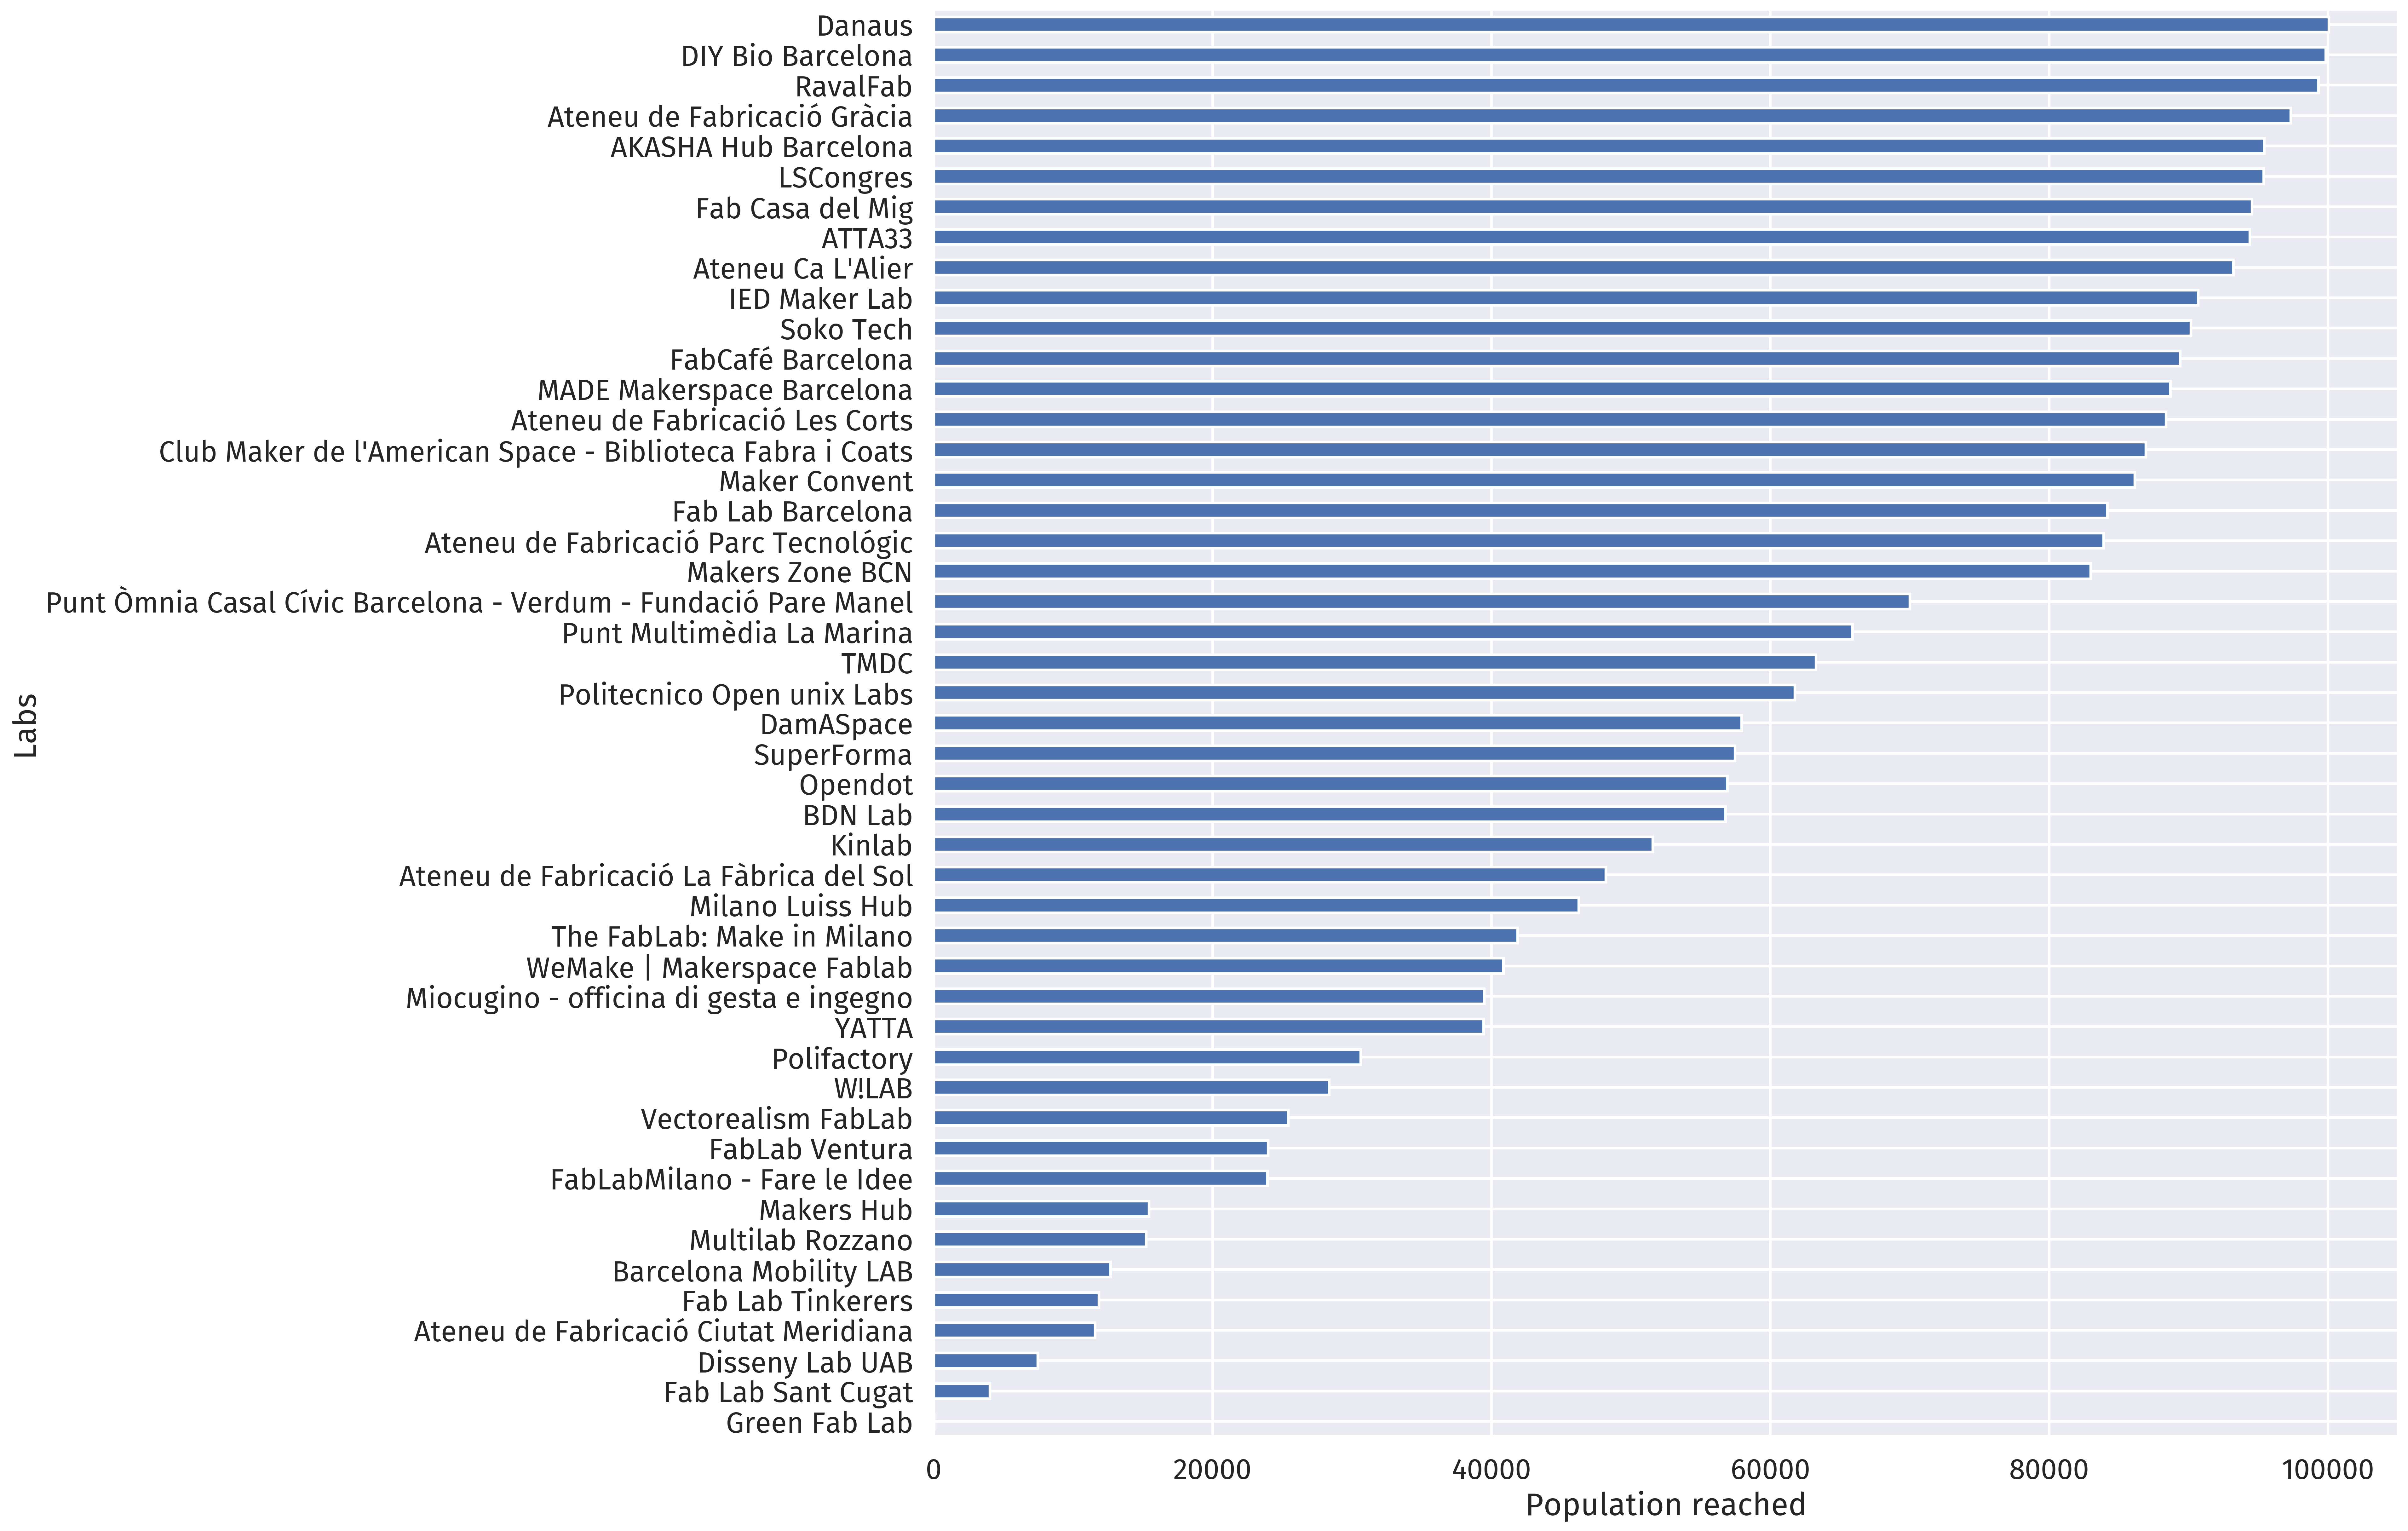 Danaus
DIY Bio Barcelona
RavalFab
Ateneu de Fabricació Gràcia
AKASHA Hub Barcelona
LSCongres
Fab Casa del Mig
ATTA33
Ateneu Ca L'Alier
IED Maker Lab
Soko Tech
FabCafé Barcelona
MADE Makerspace Barcelona
Ateneu de Fabricació Les Corts
Club Maker de l'American Space - Biblioteca Fabra i Coats
Maker Convent
Fab Lab Barcelona
Ateneu de Fabricació Parc Tecnológic
Makers Zone BCN
Punt Òmnia Casal Cívic Barcelona - Verdum - Fundació Pare Manel
Punt Multimèdia La Marina
TMDC
Politecnico Open unix Labs
DamASpace
SuperForma
Opendot
BDN Lab
Kinlab
Ateneu de Fabricació La Fàbrica del Sol
Milano Luiss Hub
The FabLab: Make in Milano
WeMake | Makerspace Fablab
Miocugino - officina di gesta e ingegno
YATTA
Polifactory
W!LAB
Vectorealism FabLab
FabLab Ventura
FabLabMilano - Fare le Idee
Makers Hub
Multilab Rozzano
Barcelona Mobility LAB
Fab Lab Tinkerers
Ateneu de Fabricació Ciutat Meridiana
Disseny Lab UAB
Fab Lab Sant Cugat
Green Fab Lab
Labs
0 20000 40000 60000 80000 100000
Population reached